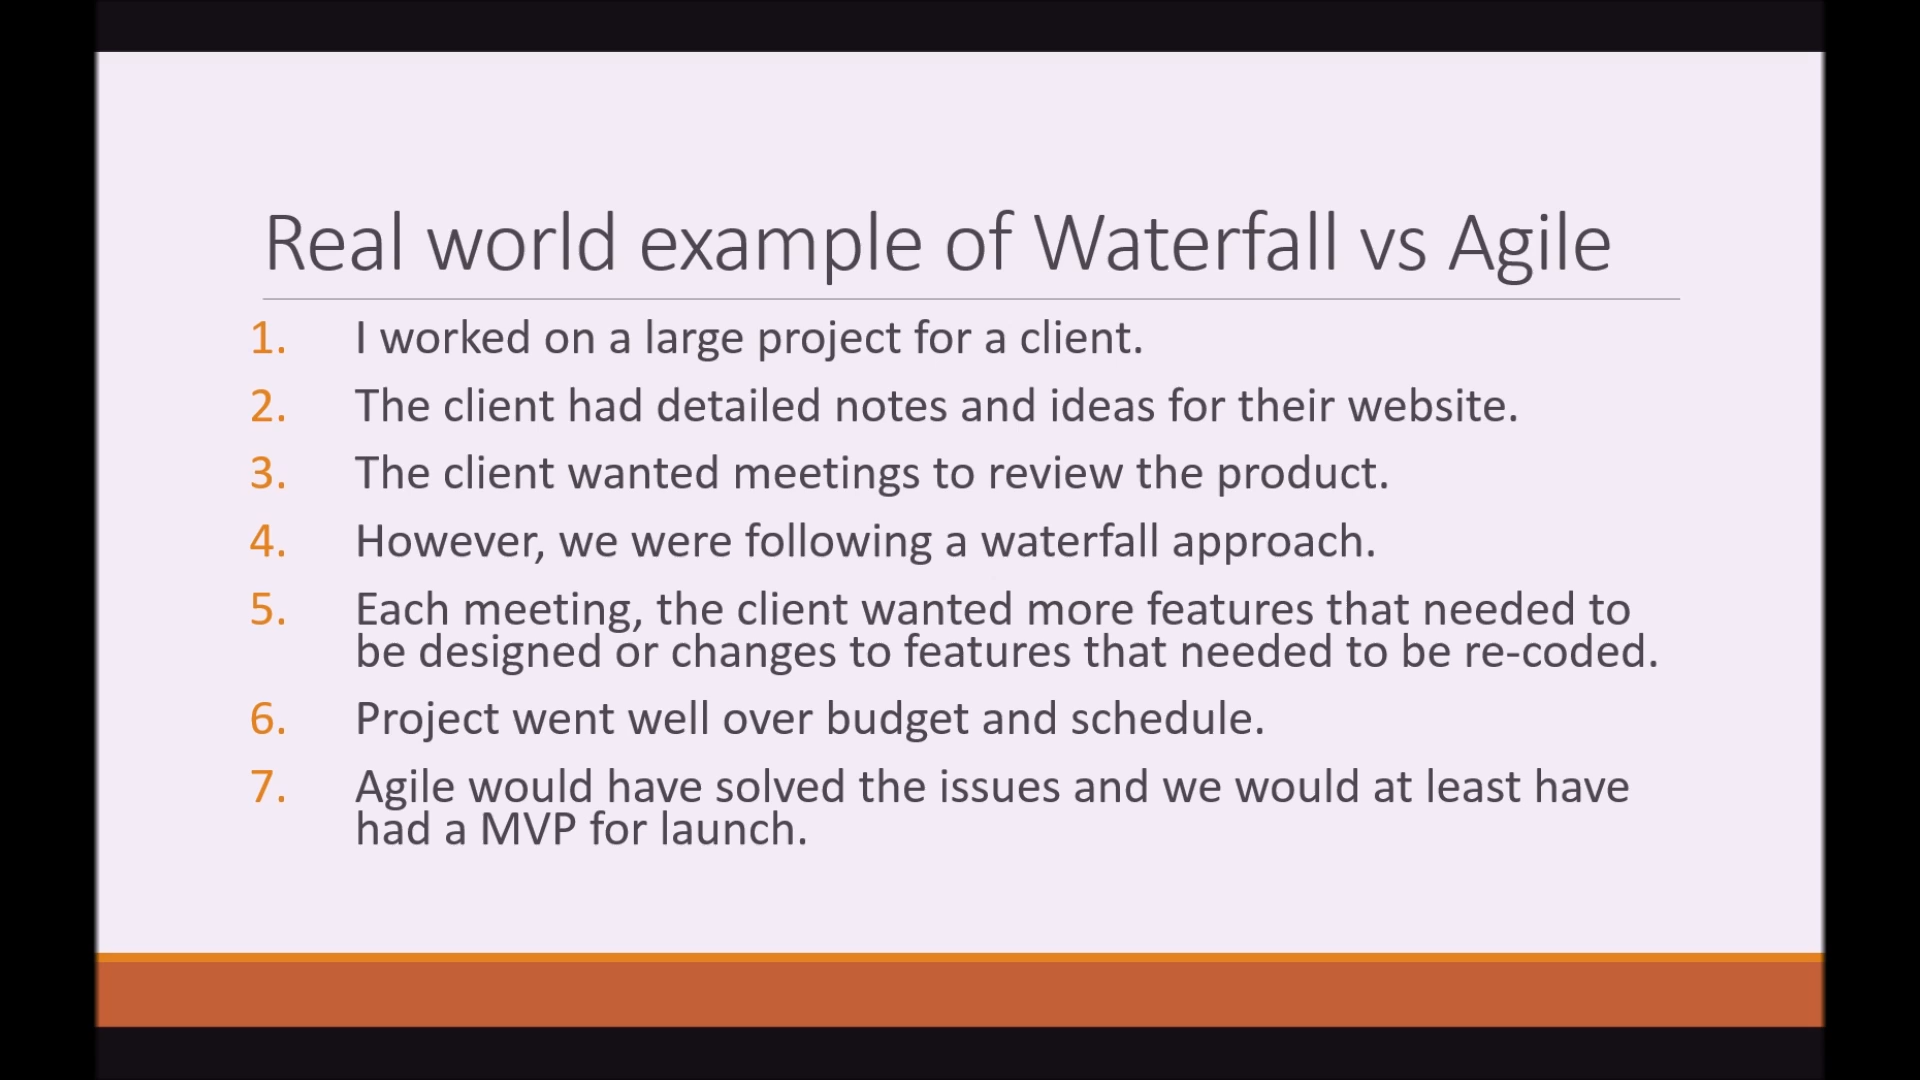 Real world example of Waterfall vs Agile
1. I worked on a large project for a client.
2. The client had detailed notes and ideas for their website.
3. The client wanted meetings to review the product.
4. However, we were following a waterfall approach.
5. Each meeting, the client wanted more features that needed to
be designed or changes to features that needed to be re-coded.
6. Project went well over budget and schedule.
7. Agile would have solved the issues and we would at least have
had a MVP for launch.